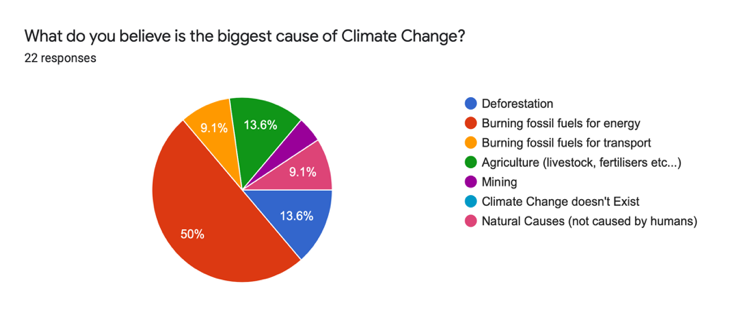 What do you believe is the biggest cause of Climate Change?
22 responses
Deforestation
Burning fossil fuels for energy
Burning fossil fuels for transport
Agriculture (livestock, fertilisers etc...)
Mining
Climate Change doesn't Exist
Natural Causes (not caused by humans)
9.1%
13.6%
9.1%
13.6%
50%